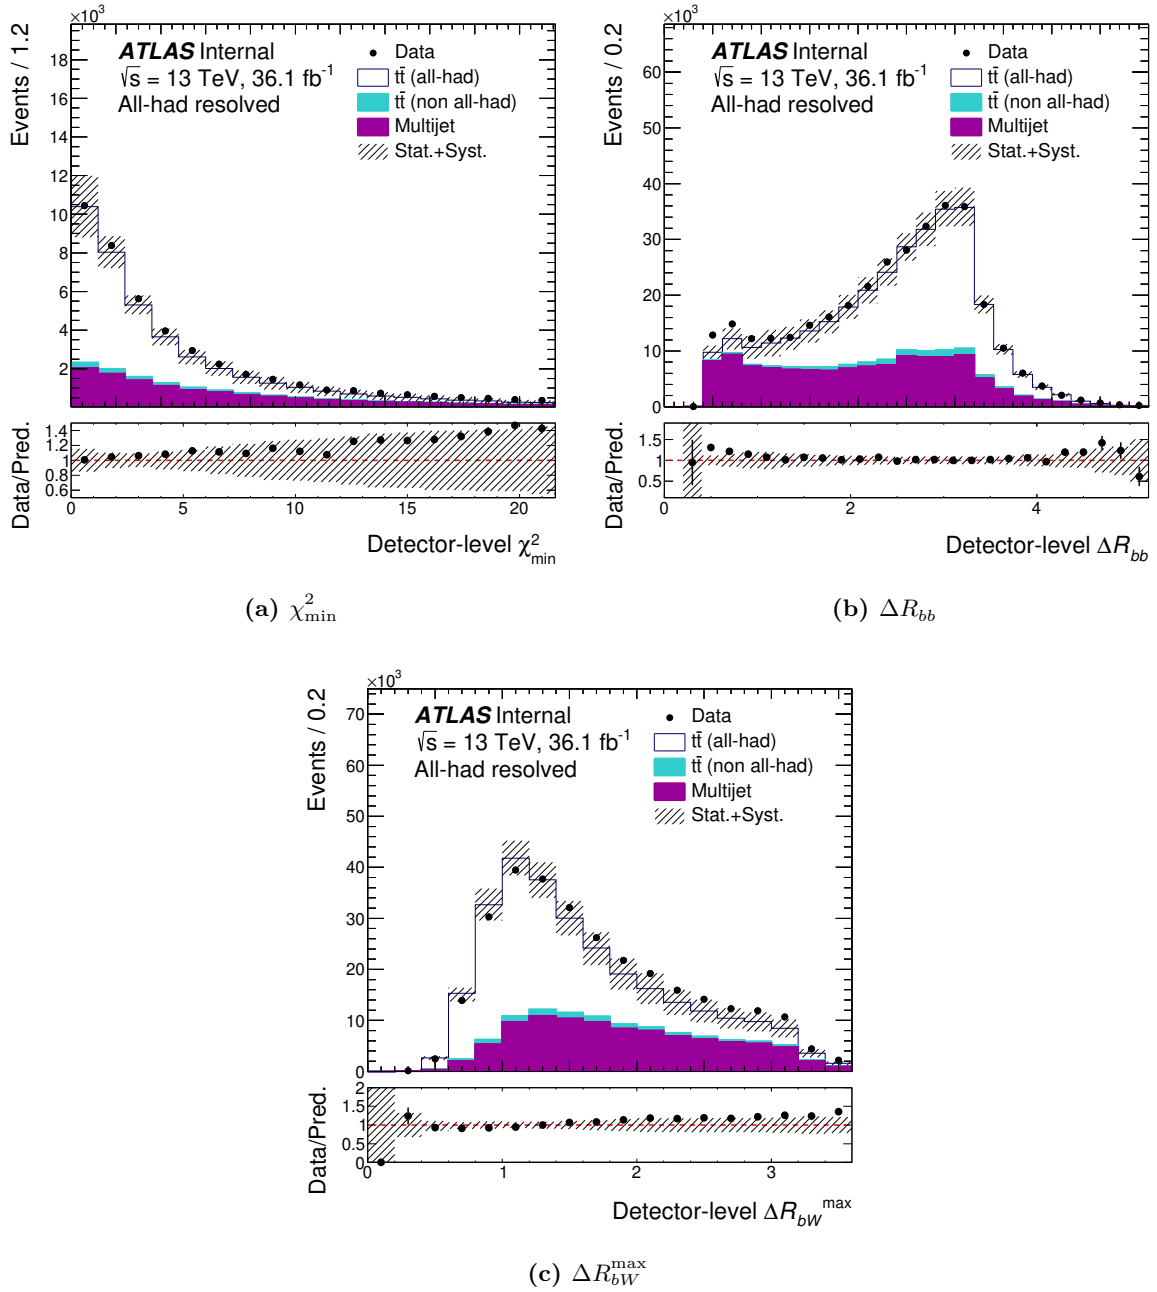 ×10³
Events / 1.2
ATLAS Internal
√s = 13 TeV, 36.1 fb⁻¹
All-had resolved
Data
tt̄ (all-had)
tt̄ (non all-had)
Multijet
Stat.+Syst.
18
16
14
12
10
8
6
4
2
Data/Pred.
1.4
1.2
1
0.8
0.6
0 5 10 15 20
Detector-level χ²min
(a) χ²min
×10³
Events / 0.2
ATLAS Internal
√s = 13 TeV, 36.1 fb⁻¹
All-had resolved
Data
tt̄ (all-had)
tt̄ (non all-had)
Multijet
Stat.+Syst.
60
50
40
30
20
10
0
Data/Pred.
1.5
1
0.5
0 2 4
Detector-level ΔR_bb
(b) ΔR_bb
×10³
Events / 0.2
ATLAS Internal
√s = 13 TeV, 36.1 fb⁻¹
All-had resolved
Data
tt̄ (all-had)
tt̄ (non all-had)
Multijet
Stat.+Syst.
70
60
50
40
30
20
10
0
Data/Pred.
2
1.5
1
0.5
0
0 1 2 3
Detector-level ΔR_bW^max
(c) ΔR_bW^max